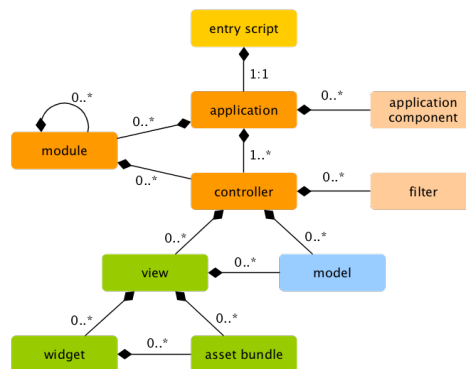 entry script
1:1
application
0..*
application
component
0..*
0..*
module
1..*
0..*
controller
0..*
filter
0..*
0..*
view
0..*
model
0..*
0..*
widget
0..*
asset bundle